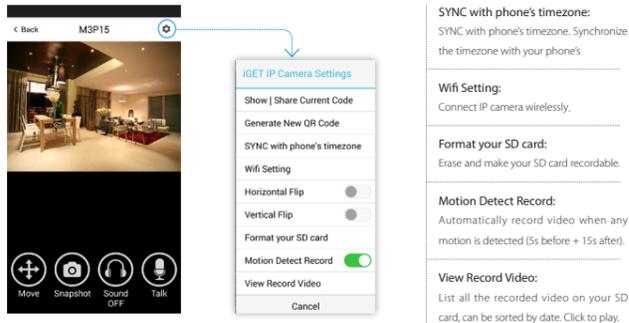 < Back
M3P15
Move
Snapshot
Sound
OFF
Talk
iGET IP Camera Settings
Show | Share Current Code
Generate New QR Code
SYNC with phone's timezone
Wifi Setting
Horizontal Flip
Vertical Flip
Format your SD card
Motion Detect Record
View Record Video
Cancel
SYNC with phone's timezone:
SYNC with phone's timezone. Synchronize
the timezone with your phone's
Wifi Setting:
Connect IP camera wirelessly.
Format your SD card:
Erase and make your SD card recordable.
Motion Detect Record:
Automatically record video when any
motion is detected (5s before + 15s after).
View Record Video:
List all the recorded video on your SD
card, can be sorted by date. Click to play.